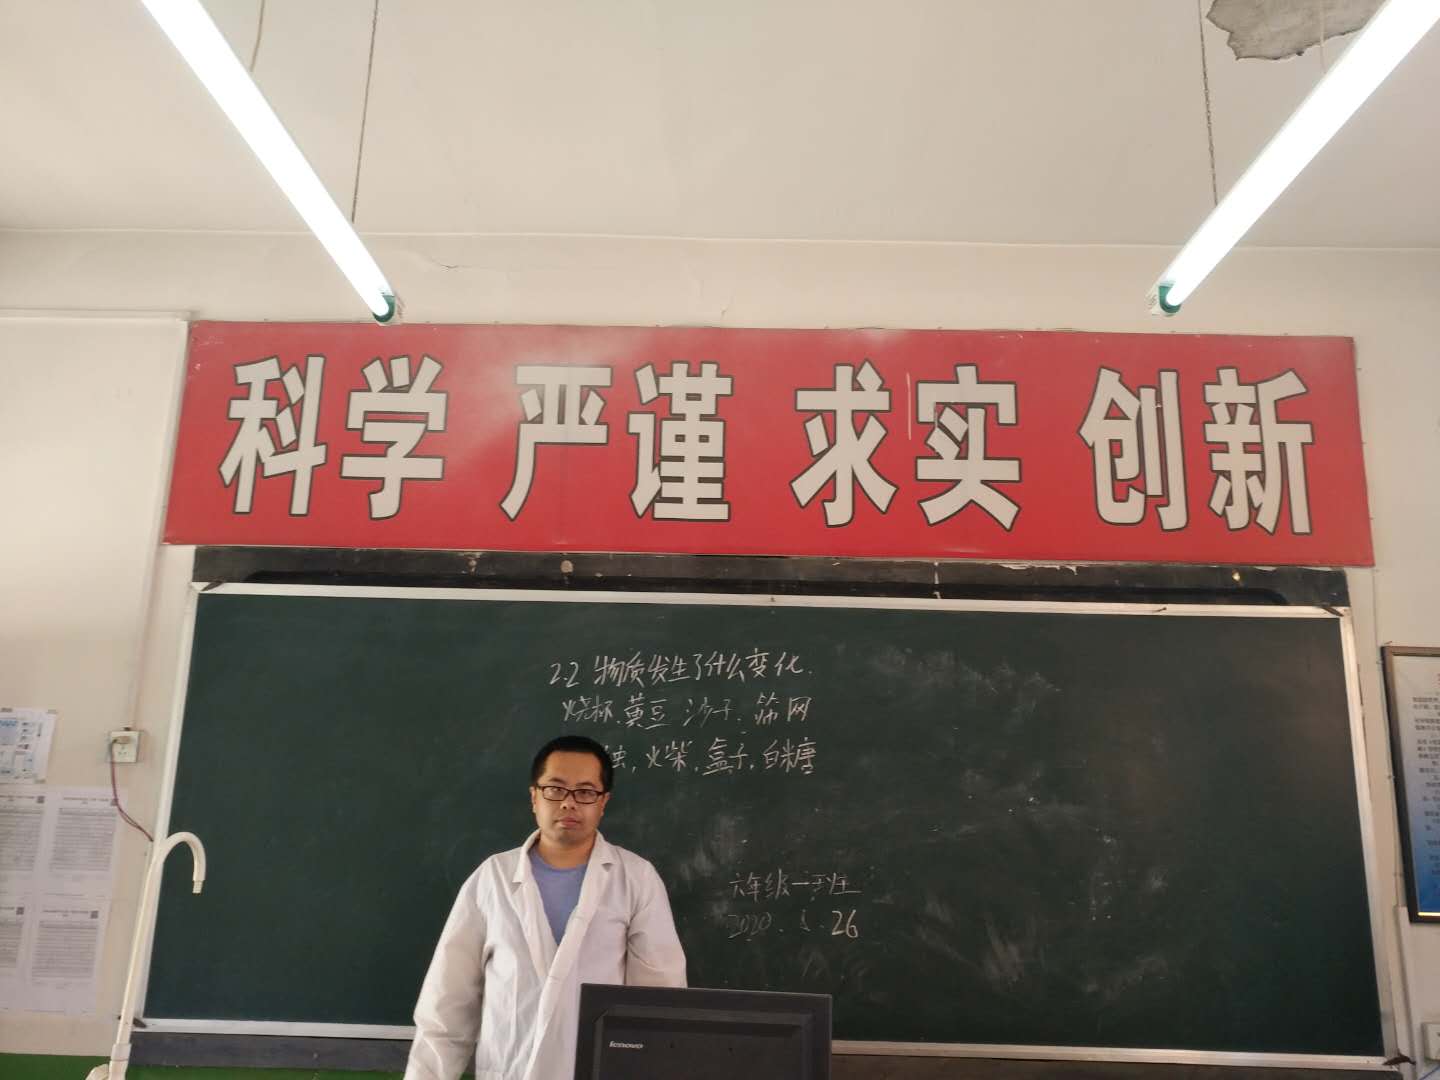 科学 严谨 求实 创新
2.2 物质发生了什么变化.
烧杯.黄豆 沙子.筛网
烛,火柴,盒子,白糖
六年级一班
2020. . 26
lenovo